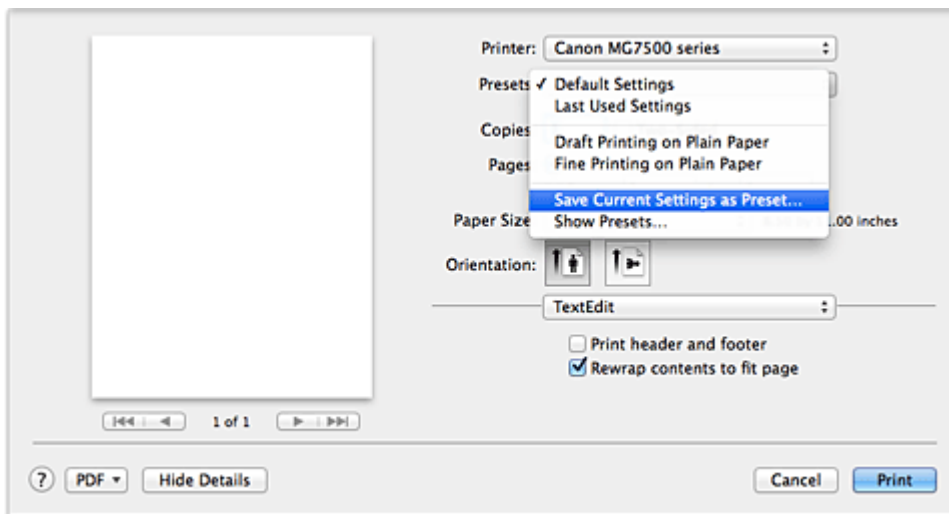 Printer: Canon MG7500 series
Presets ✓ Default Settings
Last Used Settings
Copies
Draft Printing on Plain Paper
Pages Fine Printing on Plain Paper
Save Current Settings as Preset...
Paper Size Show Presets... .00 inches
Orientation:
TextEdit
Print header and footer
Rewrap contents to fit page
1 of 1
? PDF Hide Details Cancel Print